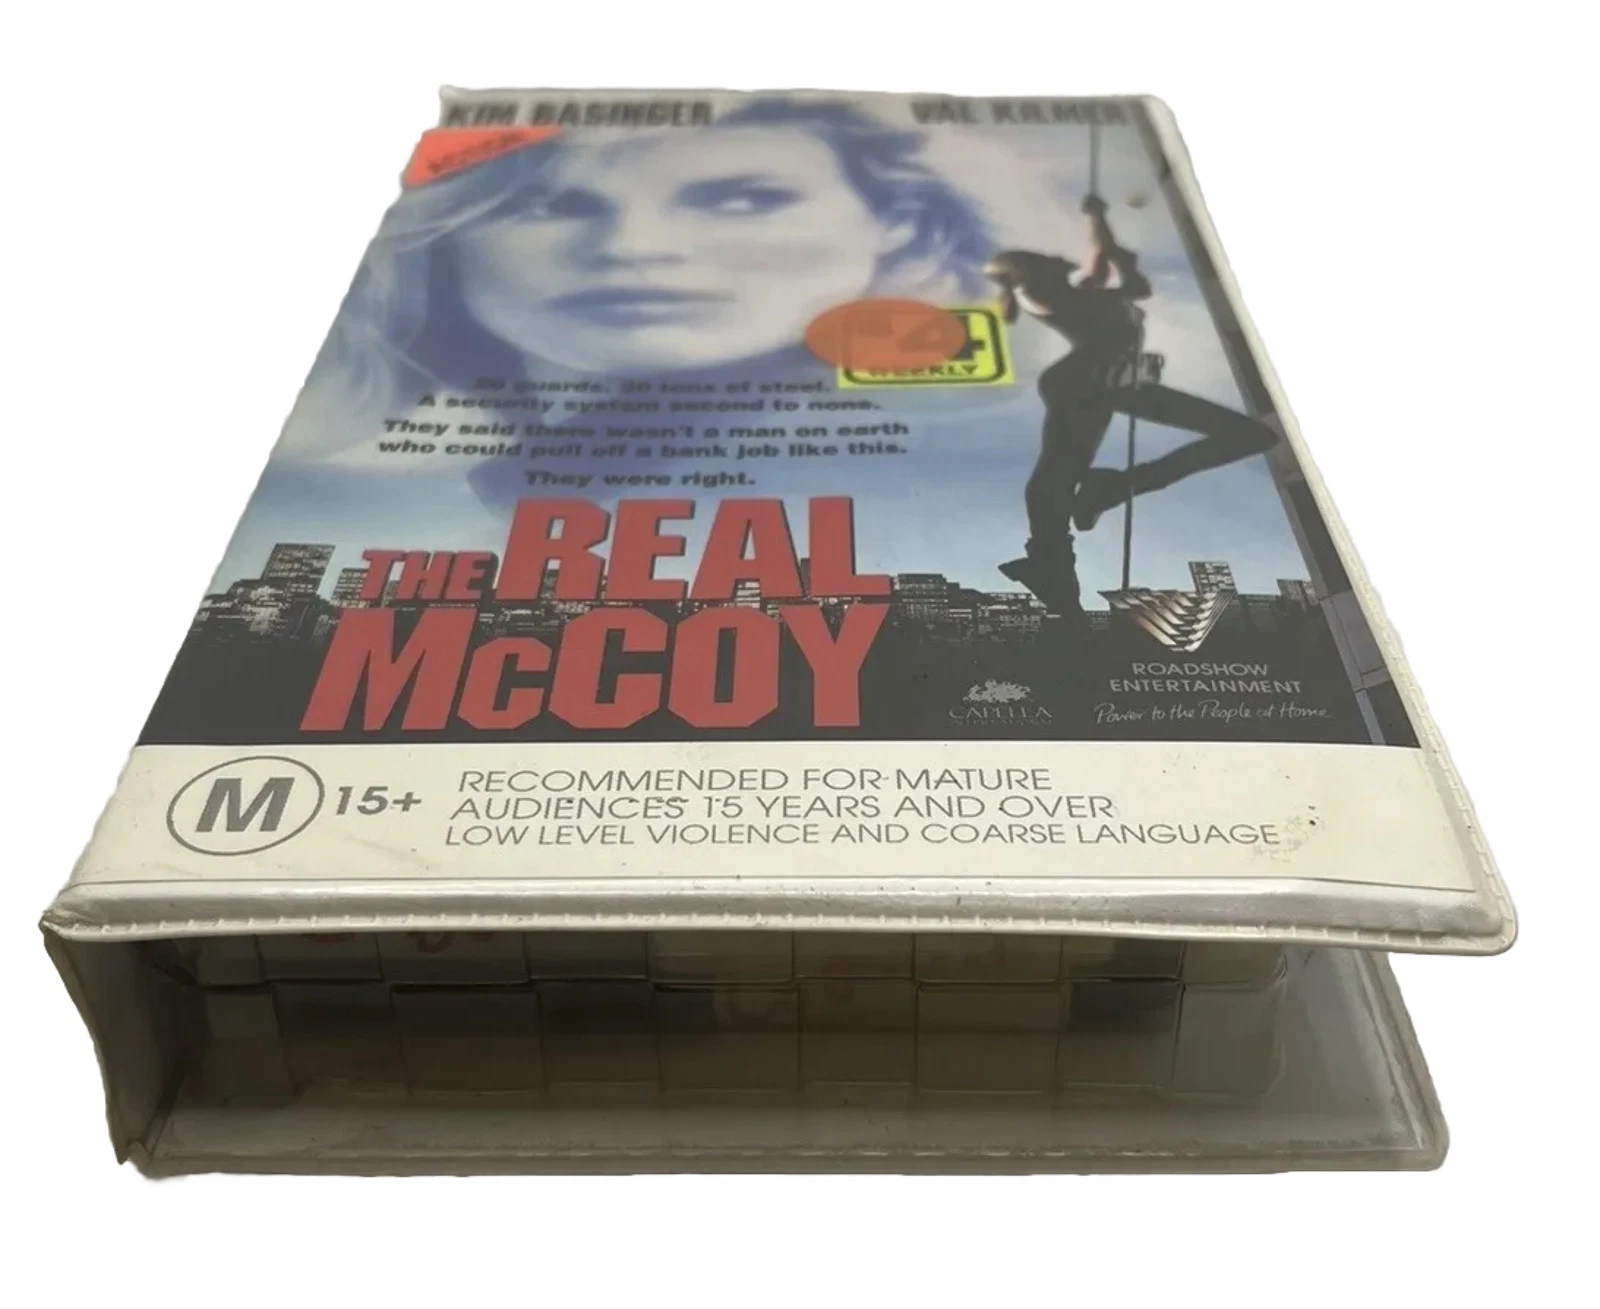 KIM BASINGER
VAL KILMER
$4
WEEKLY
30 guards. 30 tons of steel.
A security system second to none.
They said there wasn't a man on earth
who could pull off a bank job like this.
They were right.
THE REAL
McCOY
CAPELLA
ROADSHOW
ENTERTAINMENT
Power to the People at Home
M 15+
RECOMMENDED FOR MATURE
AUDIENCES 15 YEARS AND OVER
LOW LEVEL VIOLENCE AND COARSE LANGUAGE